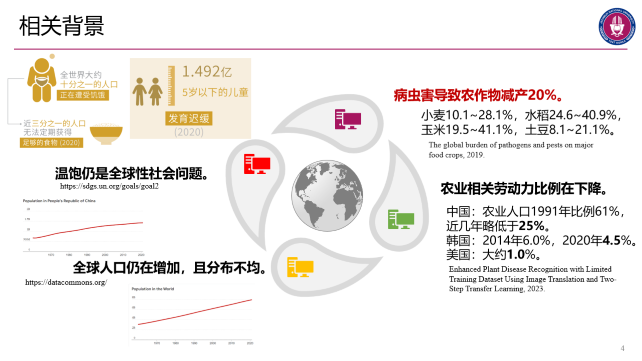 相关背景
全世界大约
十分之一的人口
正在遭受饥饿
近三分之一的人口
无法定期获得
足够的食物 (2020)
1.492亿
5岁以下的儿童
发育迟缓
(2020)
温饱仍是全球性社会问题。
https://sdgs.un.org/goals/goal2
Population in People's Republic of China
全球人口仍在增加，且分布不均。
https://datacommons.org/
Population in the World
病虫害导致农作物减产20%。
小麦10.1~28.1%，水稻24.6~40.9%，
玉米19.5~41.1%，土豆8.1~21.1%。
The global burden of pathogens and pests on major
food crops, 2019.
农业相关劳动力比例在下降。
中国：农业人口1991年比例61%，
近几年略低于25%。
韩国：2014年6.0%，2020年4.5%。
美国：大约1.0%。
Enhanced Plant Disease Recognition with Limited
Training Dataset Using Image Translation and Two-
Step Transfer Learning, 2023.
4